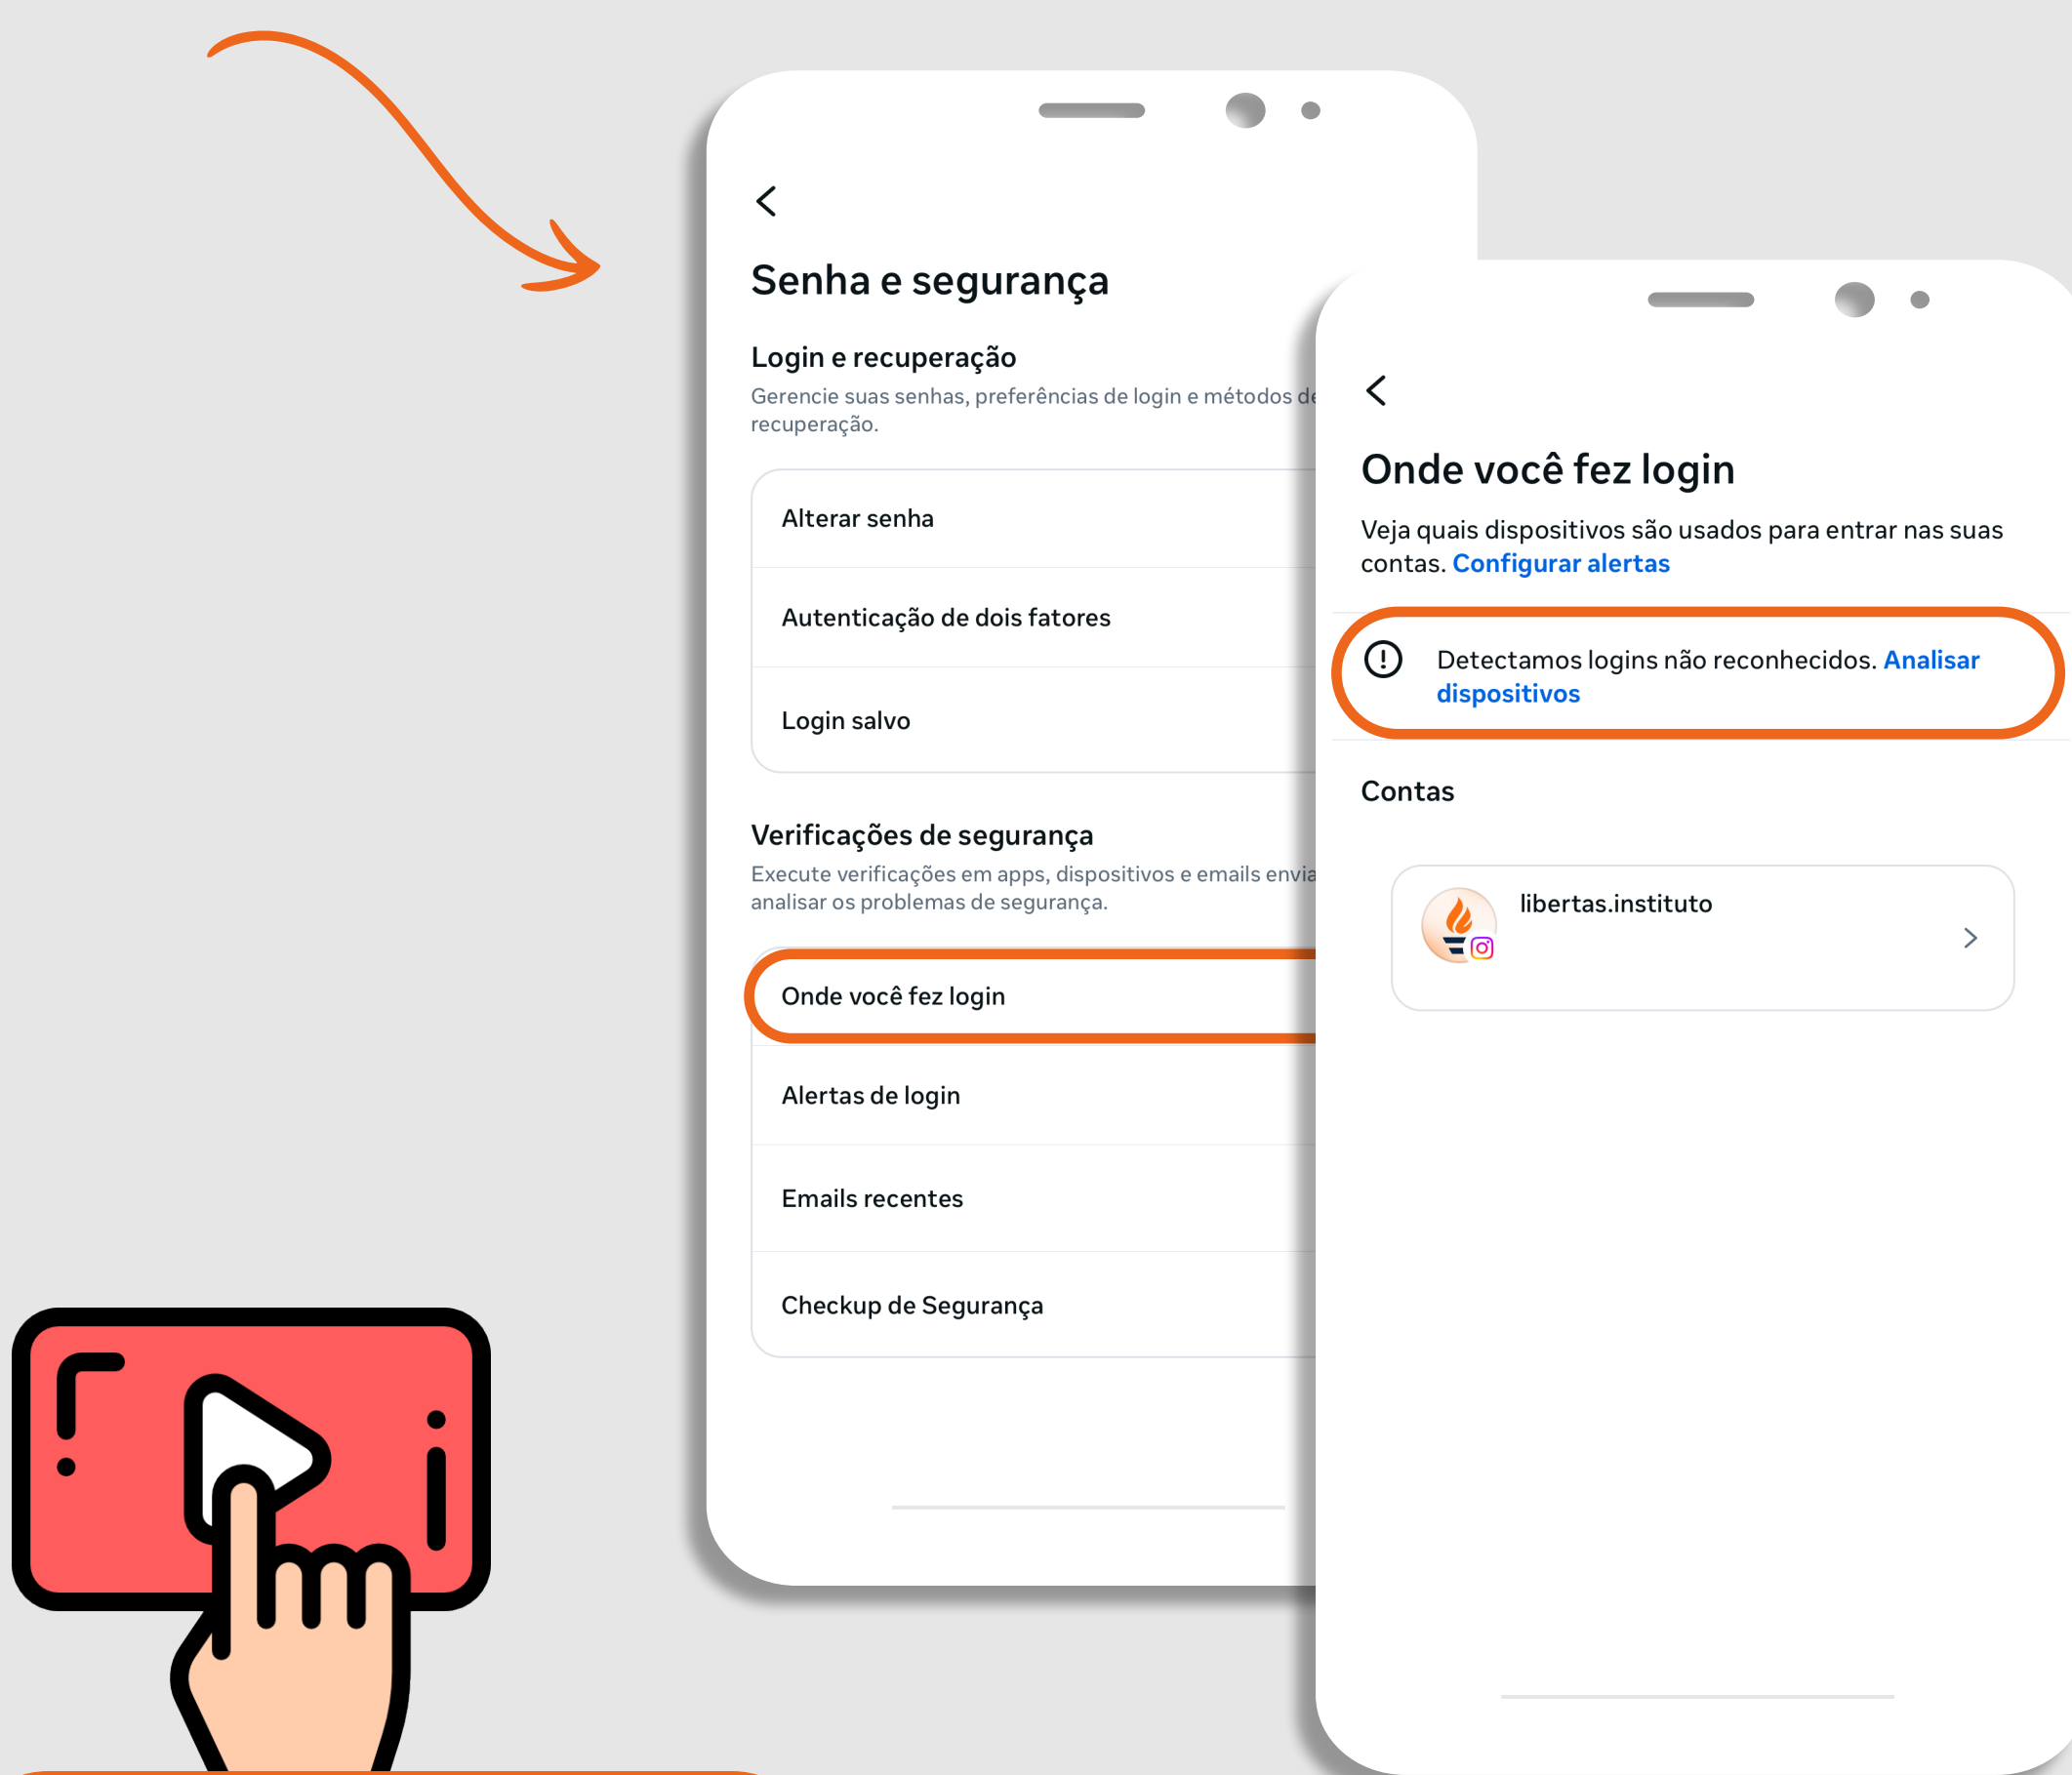 Senha e segurança
Login e recuperação
Gerencie suas senhas, preferências de login e métodos de
recuperação.
Alterar senha
Autenticação de dois fatores
Login salvo
Verificações de segurança
Execute verificações em apps, dispositivos e emails
analisar os problemas de segurança.
Onde você fez login
Alertas de login
Emails recentes
Checkup de Segurança
Onde você fez login
Veja quais dispositivos são usados para entrar nas suas
contas. Configurar alertas
Detectamos logins não reconhecidos. Analisar
dispositivos
Contas
libertas.instituto